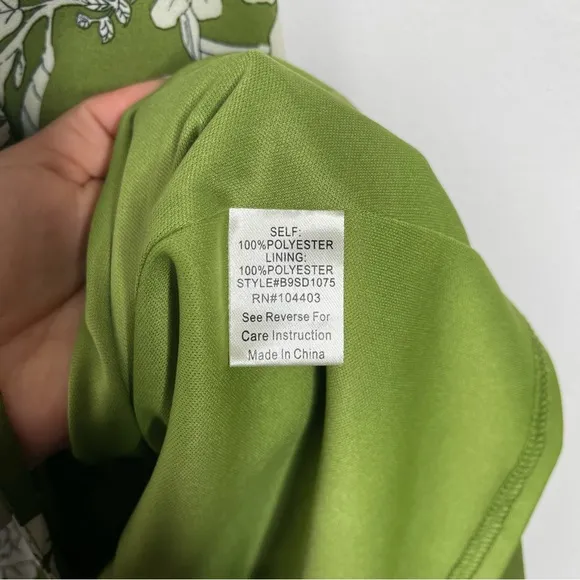 SELF:
100%POLYESTER
LINING:
100%POLYESTER
STYLE#B9SD1075
RN#104403
See Reverse For
Care Instruction
Made In China